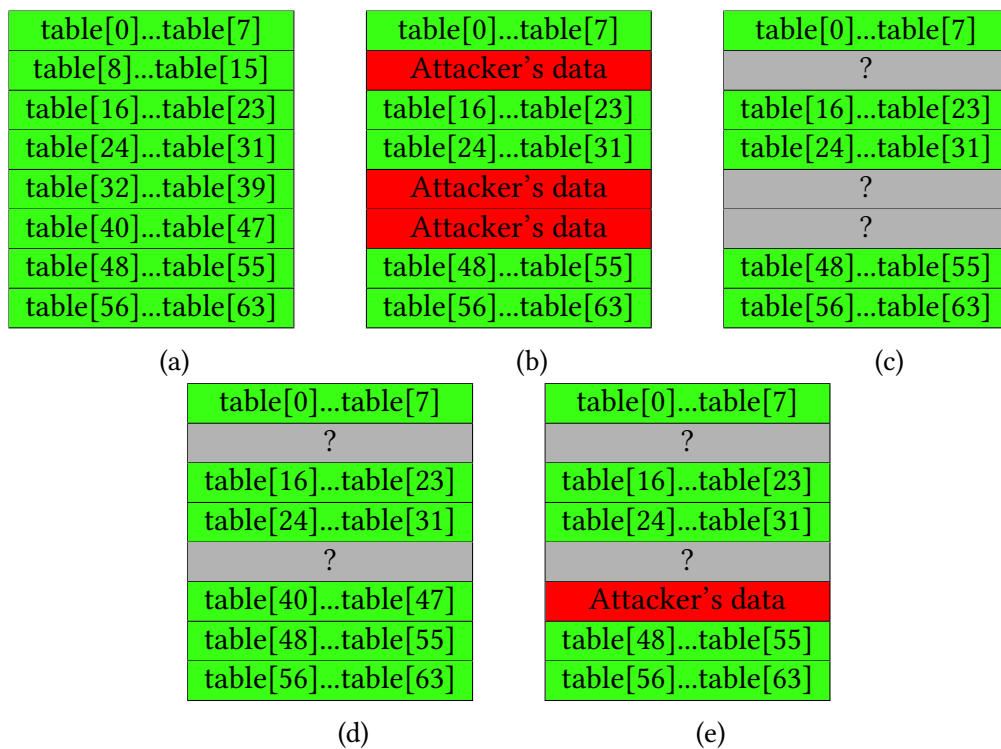 table[0]...table[7]
table[8]...table[15]
table[16]...table[23]
table[24]...table[31]
table[32]...table[39]
table[40]...table[47]
table[48]...table[55]
table[56]...table[63]
(a)
table[0]...table[7]
Attacker’s data
table[16]...table[23]
table[24]...table[31]
Attacker’s data
Attacker’s data
table[48]...table[55]
table[56]...table[63]
(b)
table[0]...table[7]
?
table[16]...table[23]
table[24]...table[31]
?
?
table[48]...table[55]
table[56]...table[63]
(c)
table[0]...table[7]
?
table[16]...table[23]
table[24]...table[31]
?
table[40]...table[47]
table[48]...table[55]
table[56]...table[63]
(d)
table[0]...table[7]
?
table[16]...table[23]
table[24]...table[31]
?
Attacker’s data
table[48]...table[55]
table[56]...table[63]
(e)